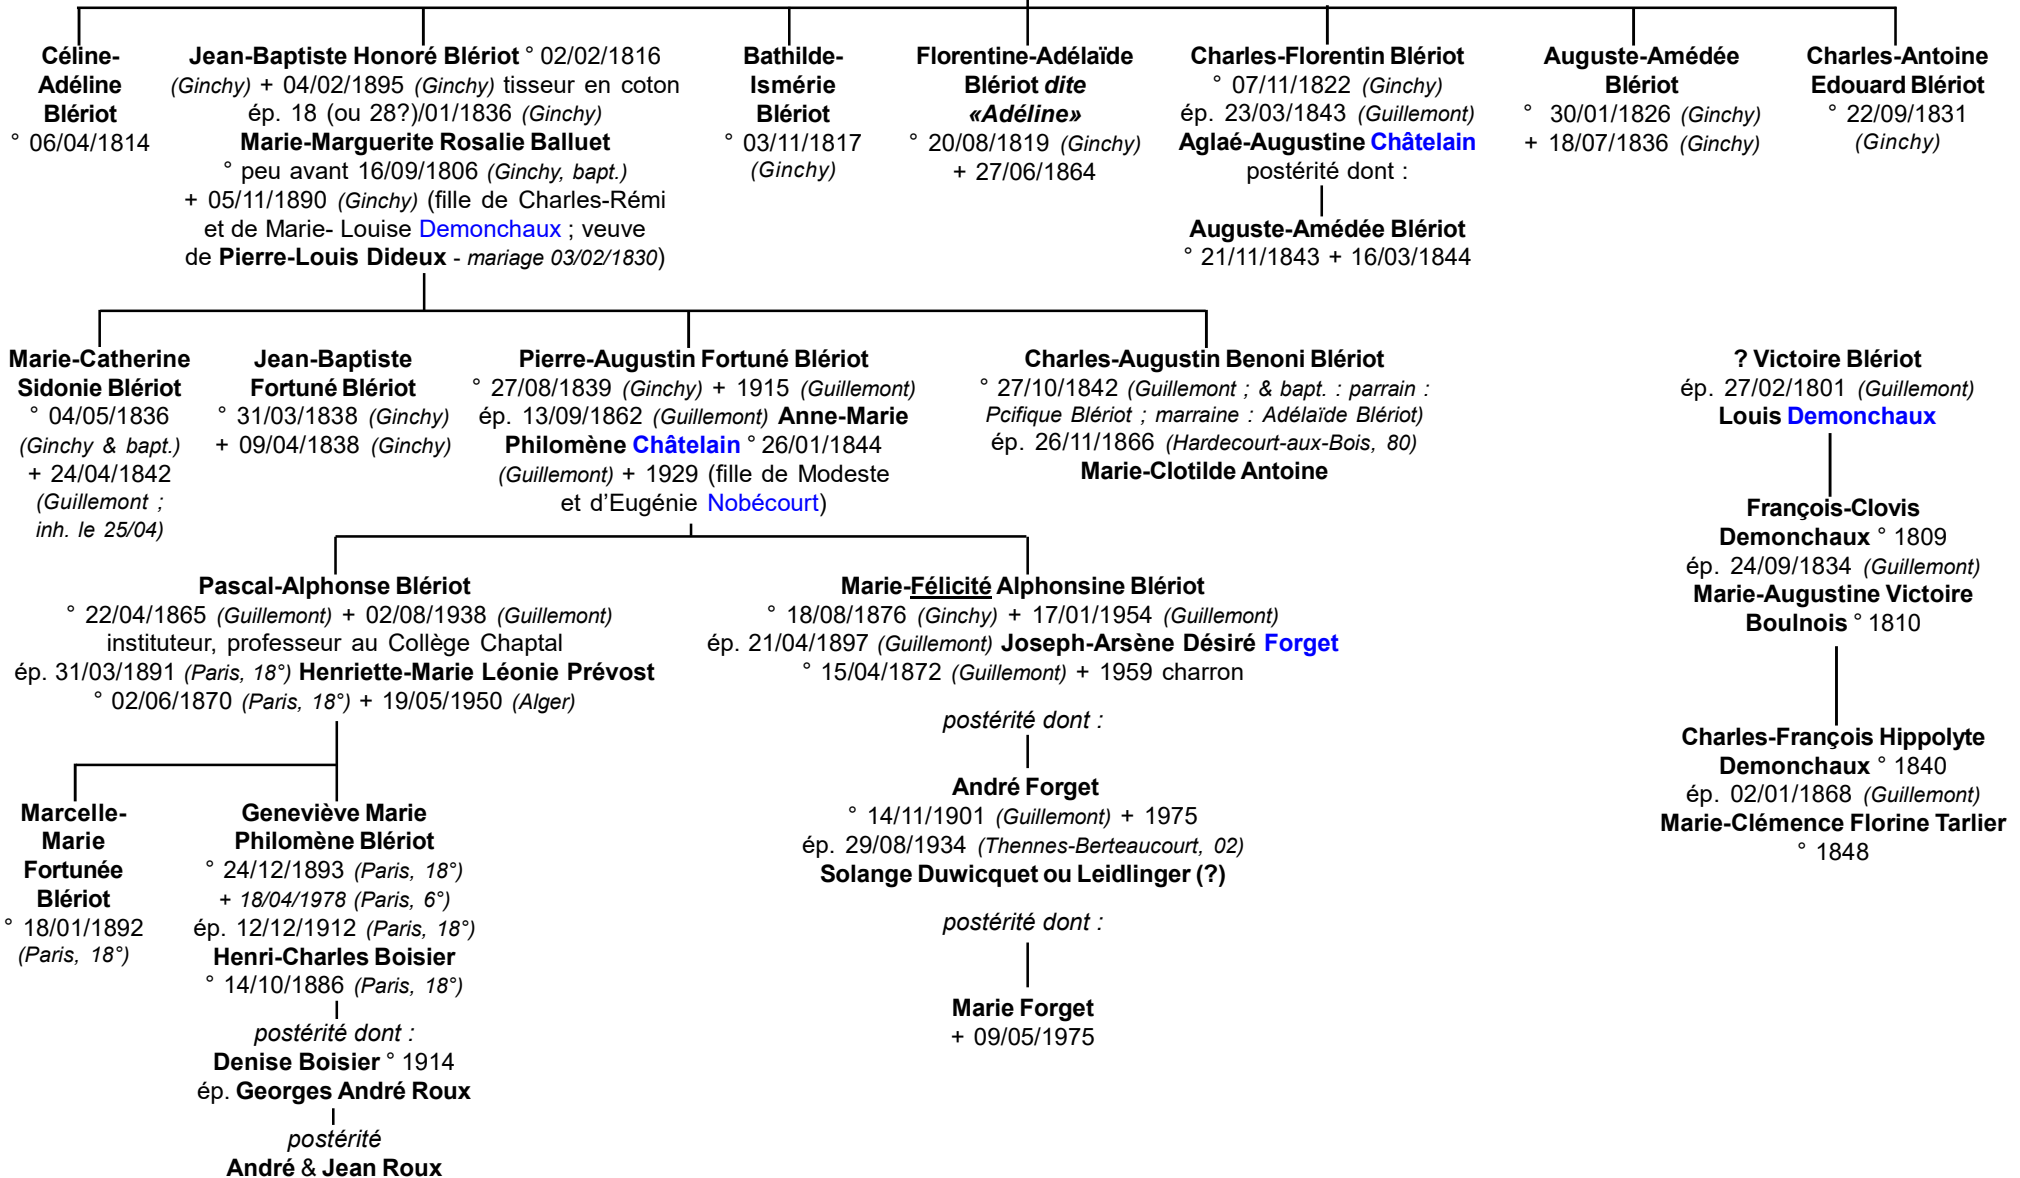 Céline-
Adéline
Blériot
° 06/04/1814
Jean-Baptiste Honoré Blériot ° 02/02/1816
(Ginchy) + 04/02/1895 (Ginchy) tisseur en coton
ép. 18 (ou 28?)/01/1836 (Ginchy)
Marie-Marguerite Rosalie Balluet
° peu avant 16/09/1806 (Ginchy, bapt.)
+ 05/11/1890 (Ginchy) (fille de Charles-Rémi
et de Marie- Louise Demonchaux ; veuve
de Pierre-Louis Dideux - mariage 03/02/1830)
Bathilde-
Ismérie
Blériot
° 03/11/1817
(Ginchy)
Florentine-Adélaïde
Blériot dite
«Adéline»
° 20/08/1819 (Ginchy)
+ 27/06/1864
Charles-Florentin Blériot
° 07/11/1822 (Ginchy)
ép. 23/03/1843 (Guillemont)
Aglaé-Augustine Châtelain
postérité dont :
Auguste-Amédée Blériot
° 21/11/1843 + 16/03/1844
Auguste-Amédée
Blériot
° 30/01/1826 (Ginchy)
+ 18/07/1836 (Ginchy)
Charles-Antoine
Edouard Blériot
° 22/09/1831
(Ginchy)
Marie-Catherine
Sidonie Blériot
° 04/05/1836
(Ginchy & bapt.)
+ 24/04/1842
(Guillemont ;
inh. le 25/04)
Jean-Baptiste
Fortuné Blériot
° 31/03/1838 (Ginchy)
+ 09/04/1838 (Ginchy)
Pierre-Augustin Fortuné Blériot
° 27/08/1839 (Ginchy) + 1915 (Guillemont)
ép. 13/09/1862 (Guillemont) Anne-Marie
Philomène Châtelain ° 26/01/1844
(Guillemont) + 1929 (fille de Modeste
et d’Eugénie Nobécourt)
Charles-Augustin Benoni Blériot
° 27/10/1842 (Guillemont ; & bapt. : parrain :
Pcifique Blériot ; marraine : Adélaïde Blériot)
ép. 26/11/1866 (Hardecourt-aux-Bois, 80)
Marie-Clotilde Antoine
? Victoire Blériot
ép. 27/02/1801 (Guillemont)
Louis Demonchaux
François-Clovis
Demonchaux ° 1809
ép. 24/09/1834 (Guillemont)
Marie-Augustine Victoire
Boulnois ° 1810
Charles-François Hippolyte
Demonchaux ° 1840
ép. 02/01/1868 (Guillemont)
Marie-Clémence Florine Tarlier
° 1848
Pascal-Alphonse Blériot
° 22/04/1865 (Guillemont) + 02/08/1938 (Guillemont)
instituteur, professeur au Collège Chaptal
ép. 31/03/1891 (Paris, 18°) Henriette-Marie Léonie Prévost
° 02/06/1870 (Paris, 18°) + 19/05/1950 (Alger)
Marie-Félicité Alphonsine Blériot
° 18/08/1876 (Ginchy) + 17/01/1954 (Guillemont)
ép. 21/04/1897 (Guillemont) Joseph-Arsène Désiré Forget
° 15/04/1872 (Guillemont) + 1959 charron
postérité dont :
André Forget
° 14/11/1901 (Guillemont) + 1975
ép. 29/08/1934 (Thennes-Berteaucourt, 02)
Solange Duwicquet ou Leidlinger (?)
postérité dont :
Marie Forget
+ 09/05/1975
Marcelle-
Marie
Fortunée
Blériot
° 18/01/1892
(Paris, 18°)
Geneviève Marie
Philomène Blériot
° 24/12/1893 (Paris, 18°)
+ 18/04/1978 (Paris, 6°)
ép. 12/12/1912 (Paris, 18°)
Henri-Charles Boisier
° 14/10/1886 (Paris, 18°)
postérité dont :
Denise Boisier ° 1914
ép. Georges André Roux
postérité
André & Jean Roux